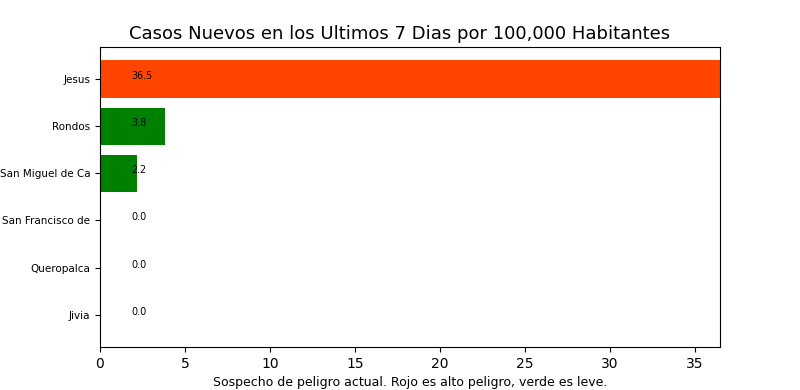 Casos Nuevos en los Ultimos 7 Dias por 100,000 Habitantes
Jesus 36.5
Rondos 3.8
San Miguel de Ca 2.2
San Francisco de 0.0
Queropalca 0.0
Jivia 0.0
0 5 10 15 20 25 30 35
Sospecho de peligro actual. Rojo es alto peligro, verde es leve.